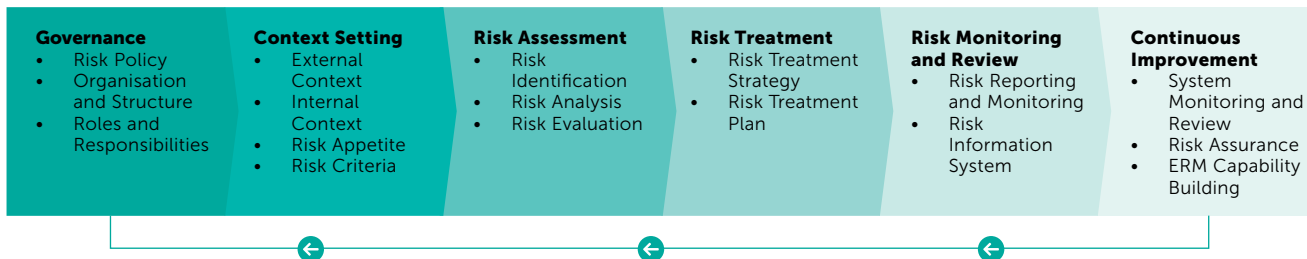 Governance
• Risk Policy
• Organisation
and Structure
• Roles and
Responsibilities
Context Setting
• External
Context
• Internal
Context
• Risk Appetite
• Risk Criteria
Risk Assessment
• Risk
Identification
• Risk Analysis
• Risk Evaluation
Risk Treatment
• Risk Treatment
Strategy
• Risk Treatment
Plan
Risk Monitoring
and Review
• Risk Reporting
and Monitoring
• Risk
Information
System
Continuous
Improvement
• System
Monitoring and
Review
• Risk Assurance
• ERM Capability
Building